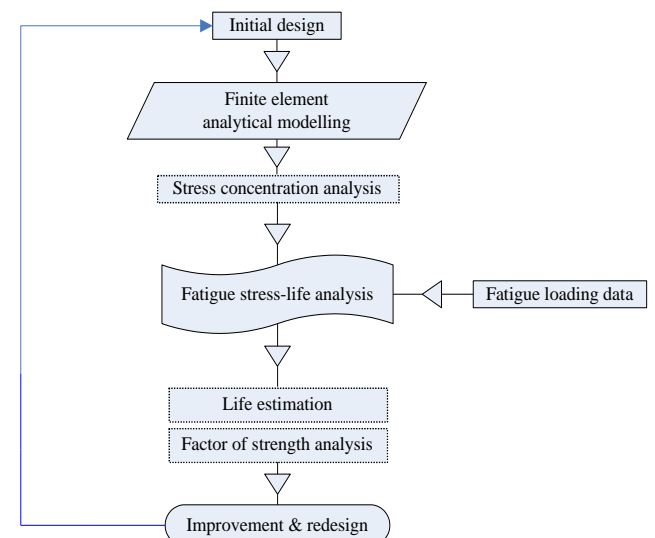 Initial design
Finite element
analytical modelling
Stress concentration analysis
Fatigue stress-life analysis
Fatigue loading data
Life estimation
Factor of strength analysis
Improvement & redesign